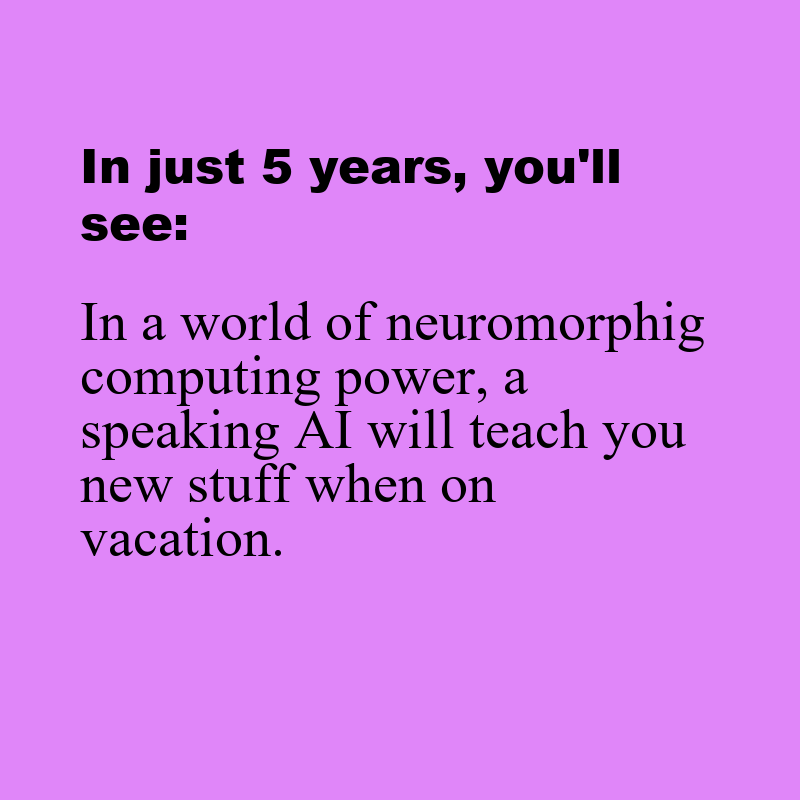 In just 5 years, you'll
see:
In a world of neuromorphig
computing power, a
speaking AI will teach you
new stuff when on
vacation.